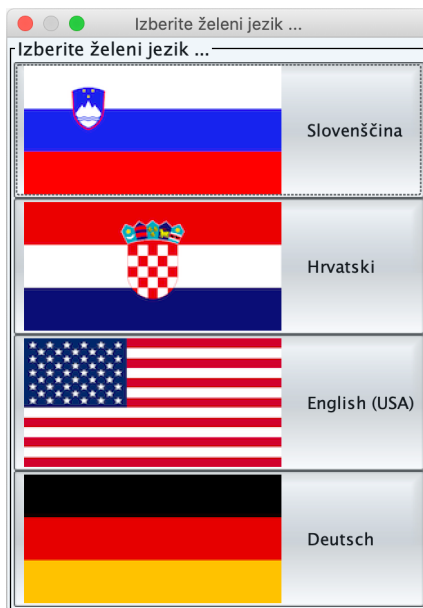 Izberite želeni jezik ...
Izberite želeni jezik ...
Slovenščina
Hrvatski
English (USA)
Deutsch